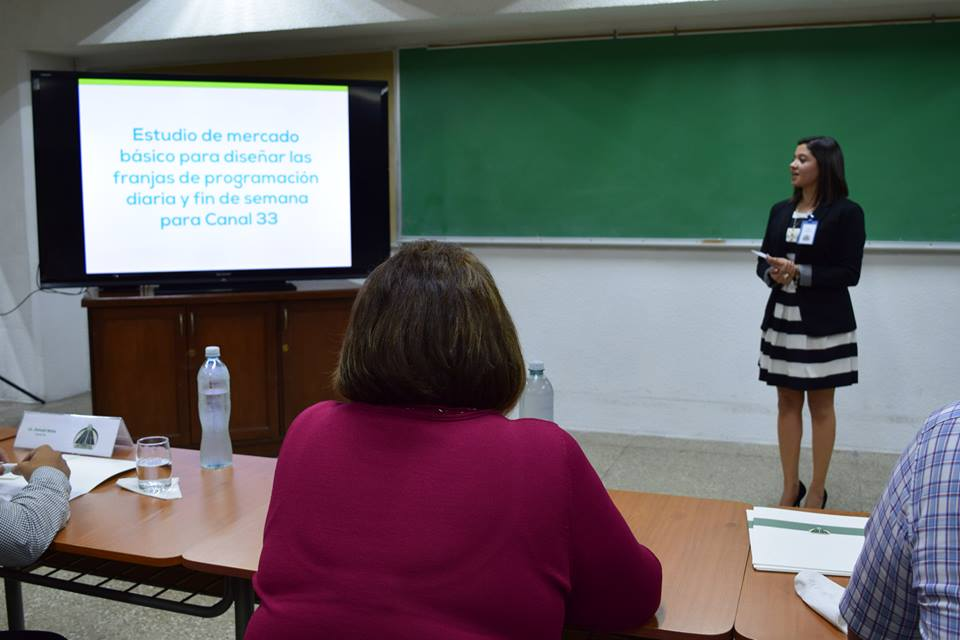 Estudio de mercado
básico para diseñar las
franjas de programación
diaria y fin de semana
para Canal 33